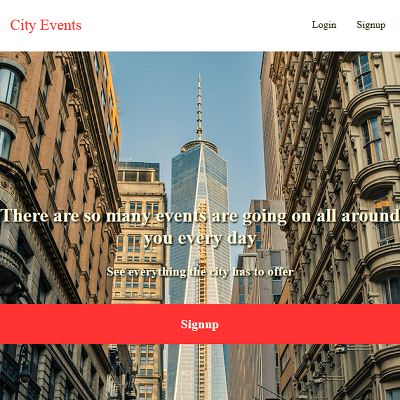 City Events
Login
Signup
There are so many events are going on all around
you every day
See everything the city has to offer
Signup